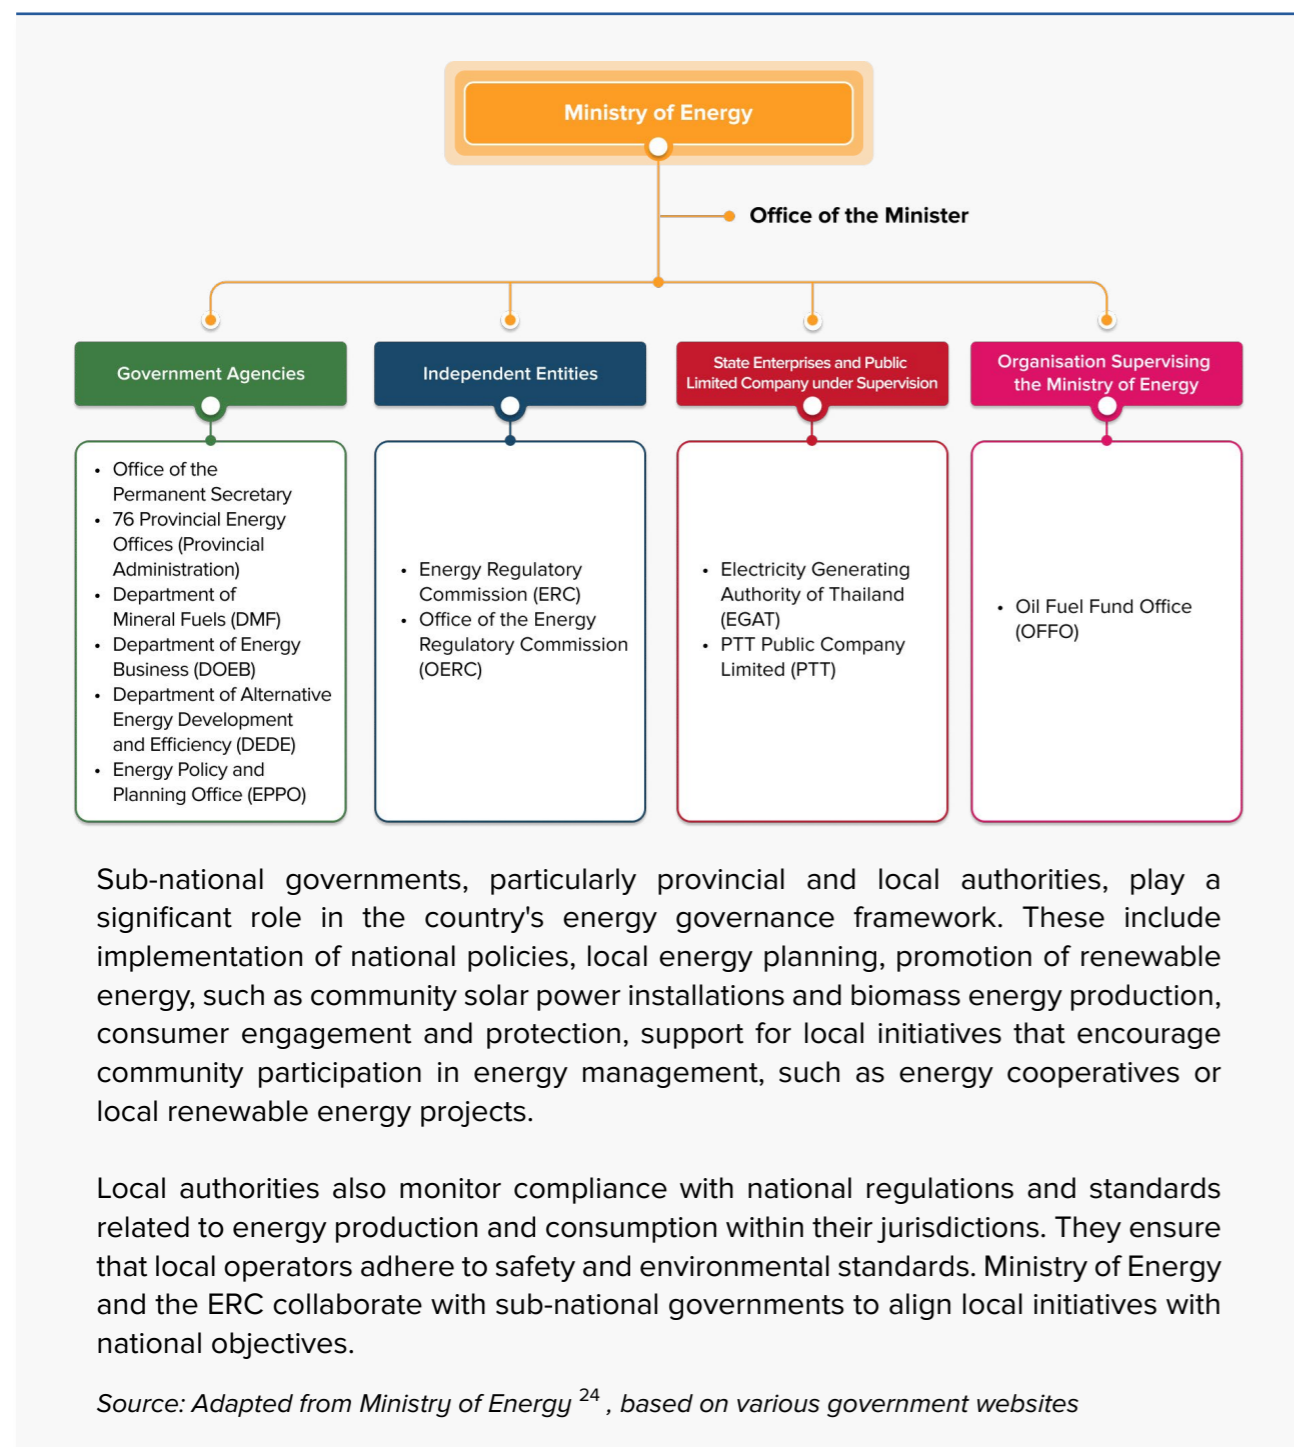 Ministry of Energy
Office of the Minister
Government Agencies
• Office of the
Permanent Secretary
• 76 Provincial Energy
Offices (Provincial
Administration)
• Department of
Mineral Fuels (DMF)
• Department of Energy
Business (DOEB)
• Department of Alternative
Energy Development
and Efficiency (DEDE)
• Energy Policy and
Planning Office (EPPO)
Independent Entities
• Energy Regulatory
Commission (ERC)
• Office of the Energy
Regulatory Commission
(OERC)
State Enterprises and Public
Limited Company under Supervision
• Electricity Generating
Authority of Thailand
(EGAT)
• PTT Public Company
Limited (PTT)
Organisation Supervising
the Ministry of Energy
• Oil Fuel Fund Office
(OFFO)
Sub-national governments, particularly provincial and local authorities, play a
significant role in the country's energy governance framework. These include
implementation of national policies, local energy planning, promotion of renewable
energy, such as community solar power installations and biomass energy production,
consumer engagement and protection, support for local initiatives that encourage
community participation in energy management, such as energy cooperatives or
local renewable energy projects.
Local authorities also monitor compliance with national regulations and standards
related to energy production and consumption within their jurisdictions. They ensure
that local operators adhere to safety and environmental standards. Ministry of Energy
and the ERC collaborate with sub-national governments to align local initiatives with
national objectives.
Source: Adapted from Ministry of Energy 24 , based on various government websites